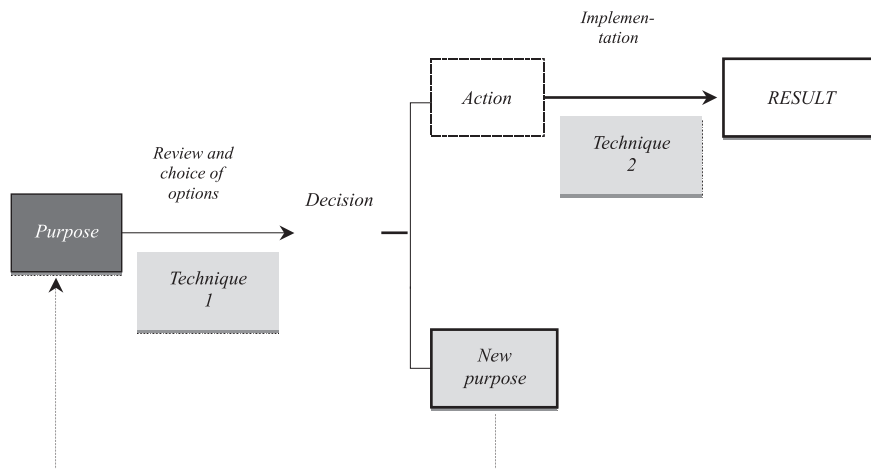 Implemen-
tation
Action
RESULT
Technique
2
Review and
choice of
options
Decision
Purpose
Technique
1
New
purpose